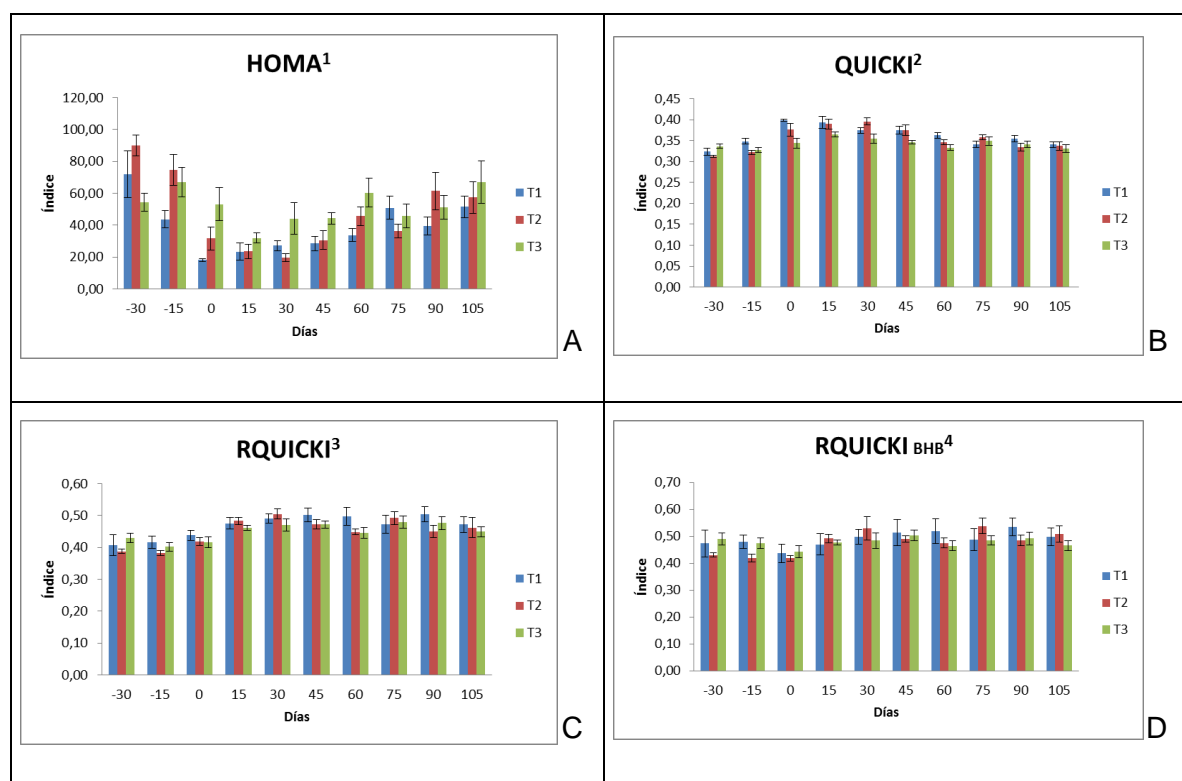 HOMA1
120,00
100,00
80,00
60,00
40,00
20,00
0,00
Índice
-30 -15 0 15 30 45 60 75 90 105
Días
T1
T2
T3
A
QUICKI2
0,45
0,40
0,35
0,30
0,25
0,20
0,15
0,10
0,05
0,00
Índice
-30 -15 0 15 30 45 60 75 90 105
Días
T1
T2
T3
B
RQUICKI3
0,60
0,50
0,40
0,30
0,20
0,10
0,00
Índice
-30 -15 0 15 30 45 60 75 90 105
Días
T1
T2
T3
C
RQUICKI BHB4
0,70
0,60
0,50
0,40
0,30
0,20
0,10
0,00
Índice
-30 -15 0 15 30 45 60 75 90 105
Días
T1
T2
T3
D